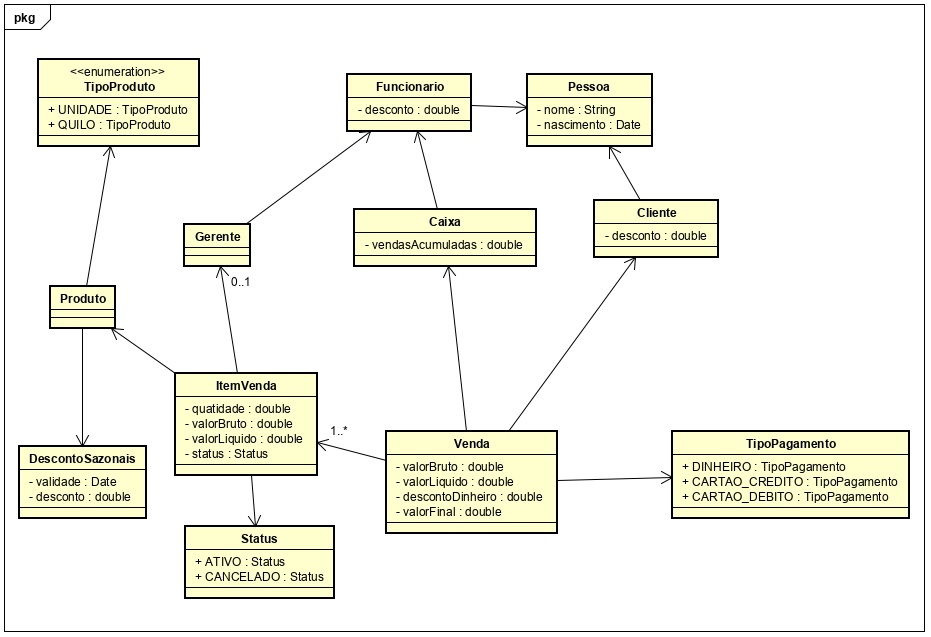 pkg
<<enumeration>>
TipoProduto
+ UNIDADE : TipoProduto
+ QUILO : TipoProduto
Funcionario
- desconto : double
Pessoa
- nome : String
- nascimento : Date
Gerente
Caixa
- vendasAcumuladas : double
Cliente
- desconto : double
0..1
Produto
ItemVenda
- quatidade : double
- valorBruto : double
- valorLiquido : double
- status : Status
1..*
DescontoSazonais
- validade : Date
- desconto : double
Venda
- valorBruto : double
- valorLiquido : double
- descontoDinheiro : double
- valorFinal : double
TipoPagamento
+ DINHEIRO : TipoPagamento
+ CARTAO_CREDITO : TipoPagamento
+ CARTAO_DEBITO : TipoPagamento
Status
+ ATIVO : Status
+ CANCELADO : Status